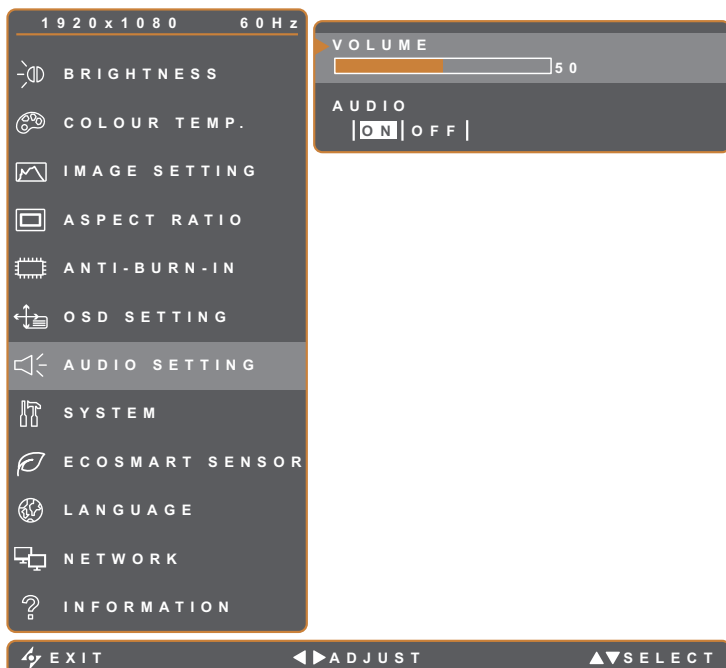 1920x1080 60Hz
BRIGHTNESS
COLOUR TEMP.
IMAGE SETTING
ASPECT RATIO
ANTI-BURN-IN
OSD SETTING
AUDIO SETTING
SYSTEM
ECOSMART SENSOR
LANGUAGE
NETWORK
INFORMATION
VOLUME
50
AUDIO
ON OFF
EXIT ADJUST SELECT